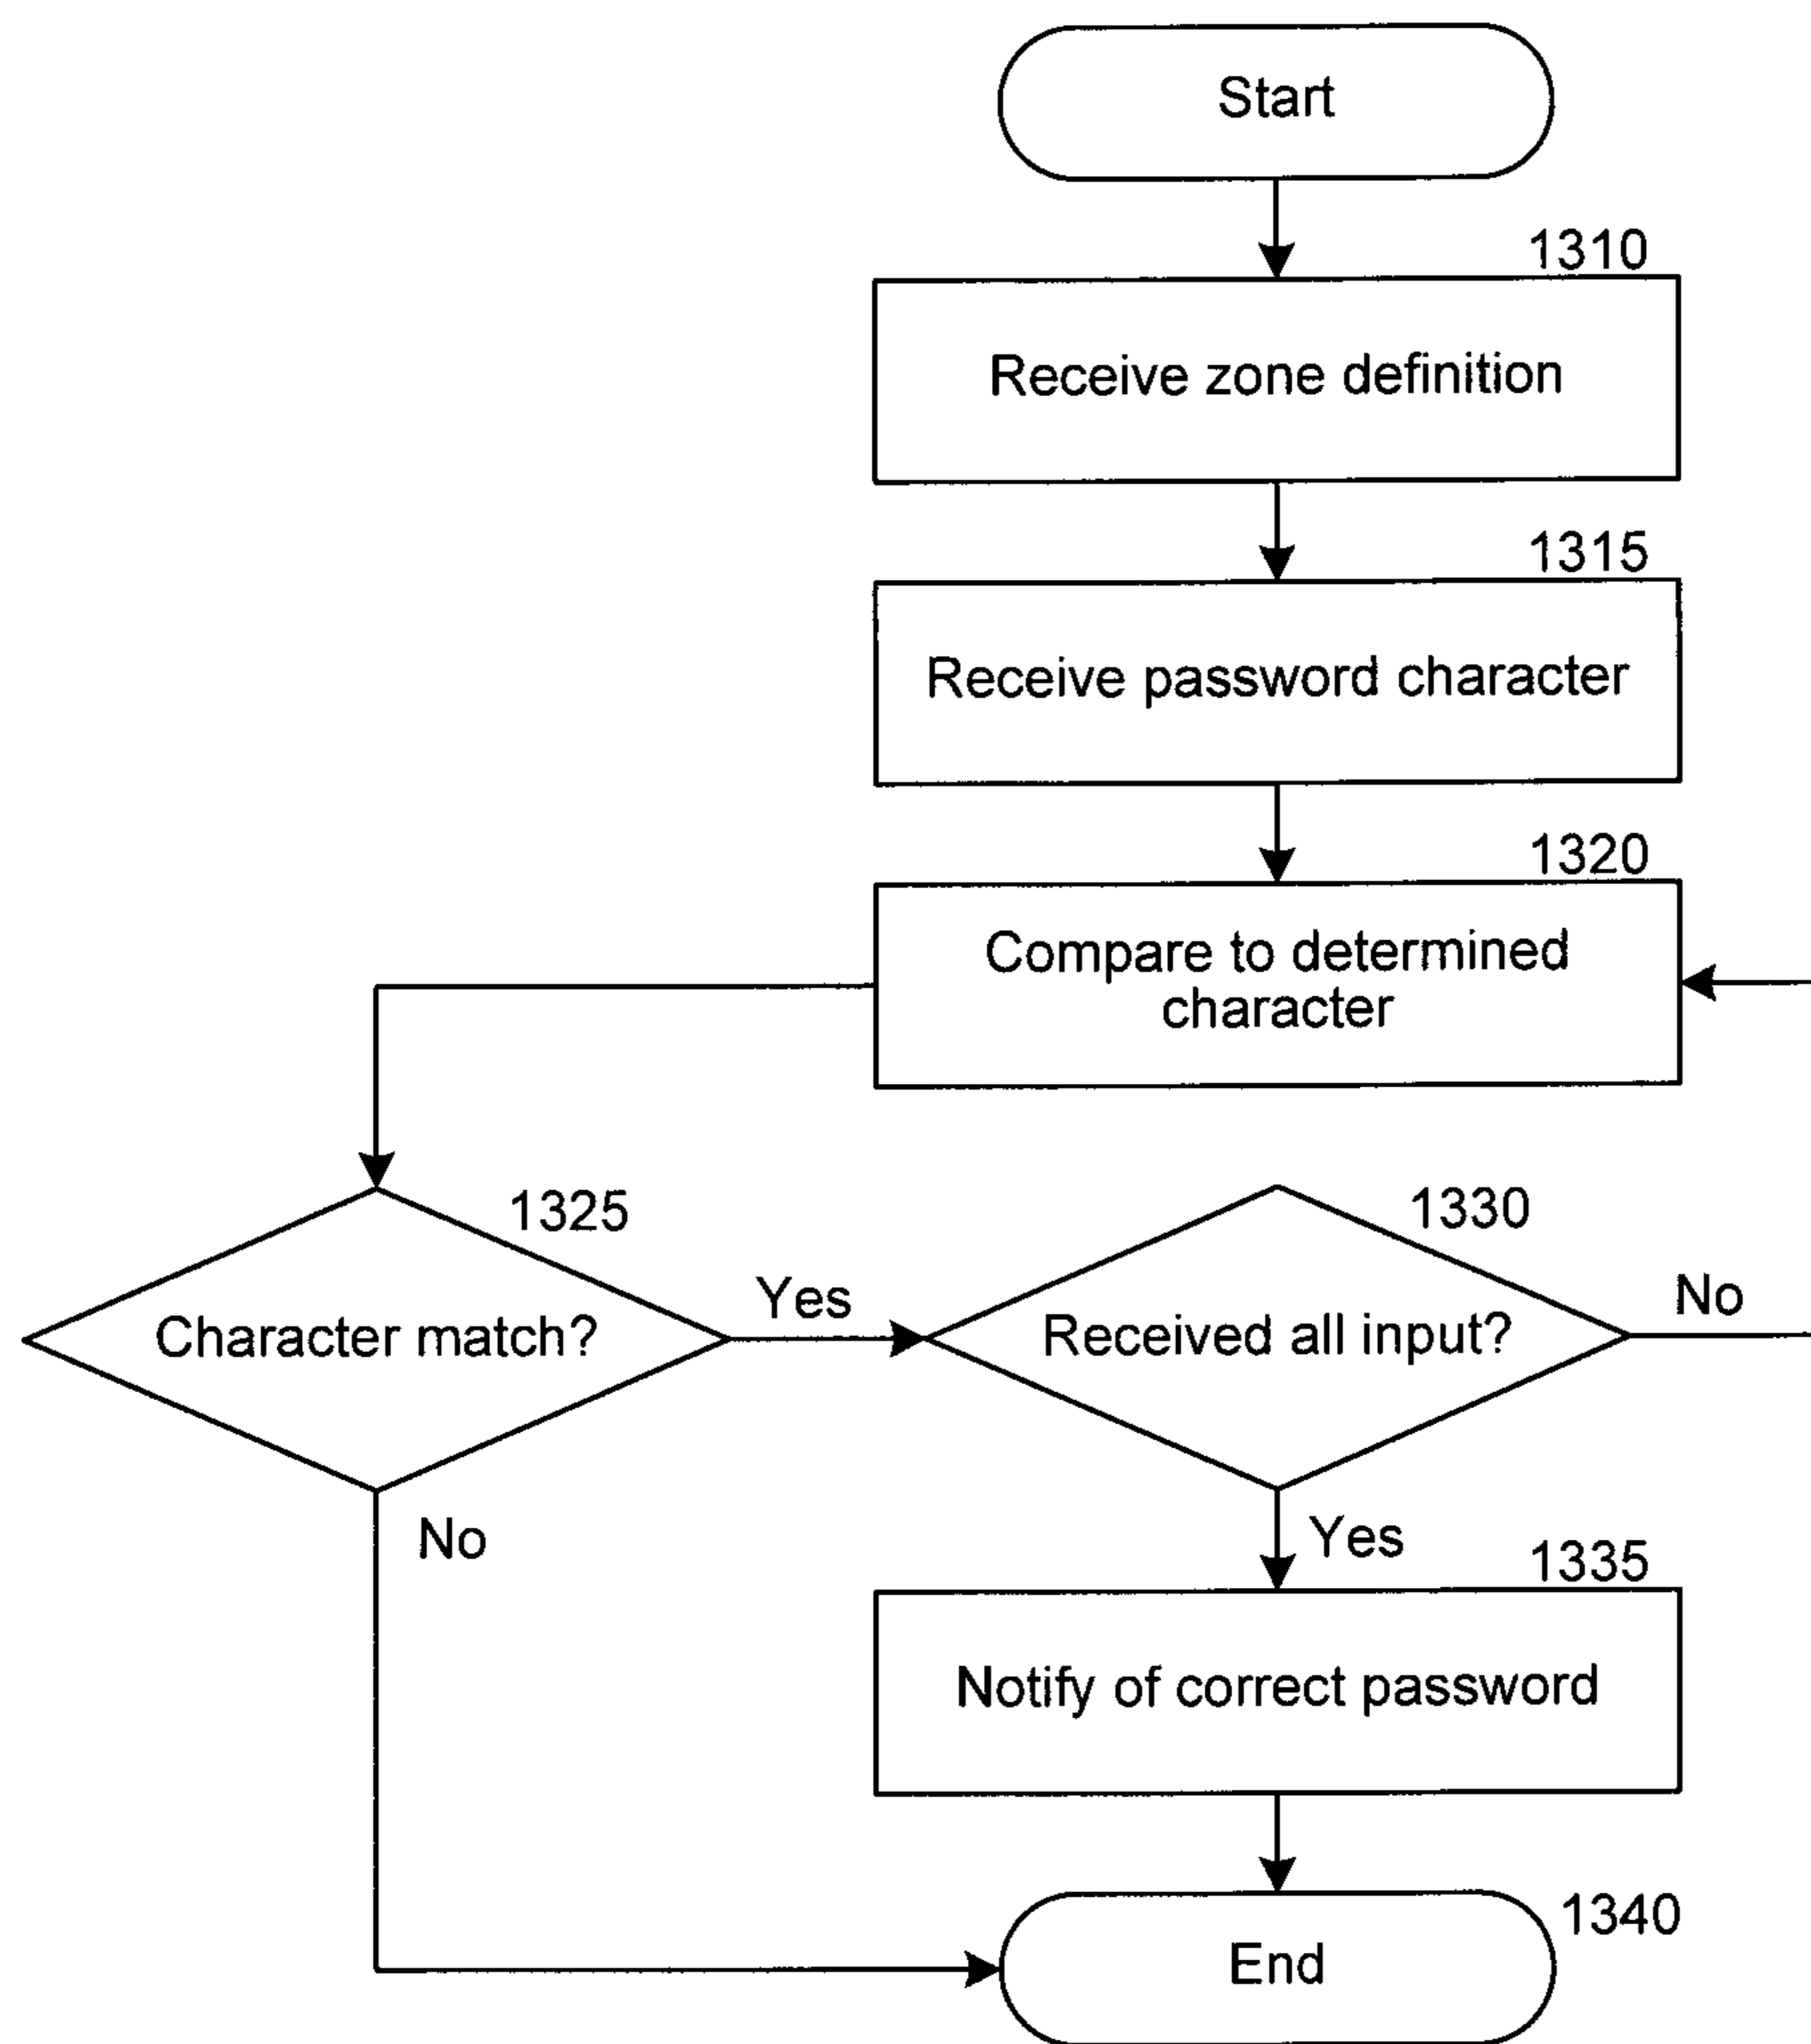 Start
1310
Receive zone definition
1315
Receive password character
1320
Compare to determined
character
1325
Character match?
Yes
1330
Received all input?
No
No
Yes
1335
Notify of correct password
1340
End